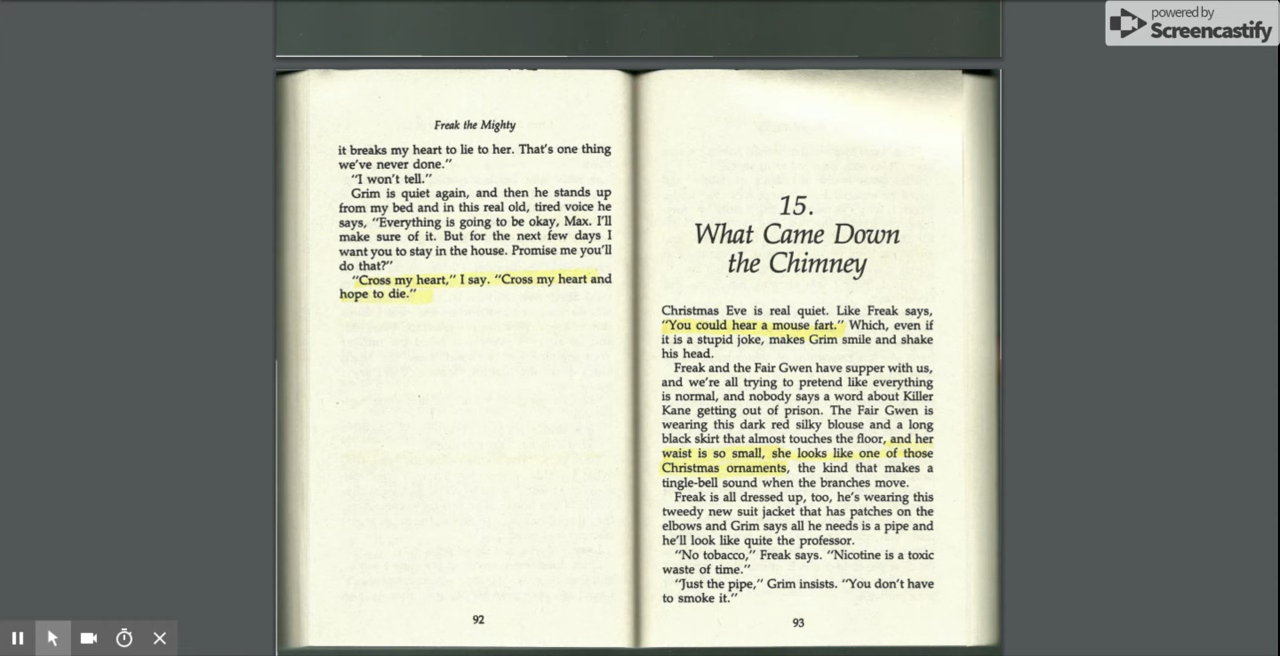 powered by
Screencastify
Freak the Mighty
it breaks my heart to lie to her. That's one thing
we've never done."
"I won't tell."
Grim is quiet again, and then he stands up
from my bed and in this real old, tired voice he
says, "Everything is going to be okay, Max. I'll
make sure of it. But for the next few days I
want you to stay in the house. Promise me you'll
do that?"
"Cross my heart," I say. "Cross my heart and
hope to die."
92
15.
What Came Down
the Chimney
Christmas Eve is real quiet. Like Freak says,
"You could hear a mouse fart." Which, even if
it is a stupid joke, makes Grim smile and shake
his head.
Freak and the Fair Gwen have supper with us,
and we're all trying to pretend like everything
is normal, and nobody says a word about Killer
Kane getting out of prison. The Fair Gwen is
wearing this dark red silky blouse and a long
black skirt that almost touches the floor, and her
waist is so small, she looks like one of those
Christmas ornaments, the kind that makes a
tingle-bell sound when the branches move.
Freak is all dressed up, too, he's wearing this
tweedy new suit jacket that has patches on the
elbows and Grim says all he needs is a pipe and
he'll look like quite the professor.
"No tobacco," Freak says. "Nicotine is a toxic
waste of time."
"Just the pipe," Grim insists. "You don't have
to smoke it."
93